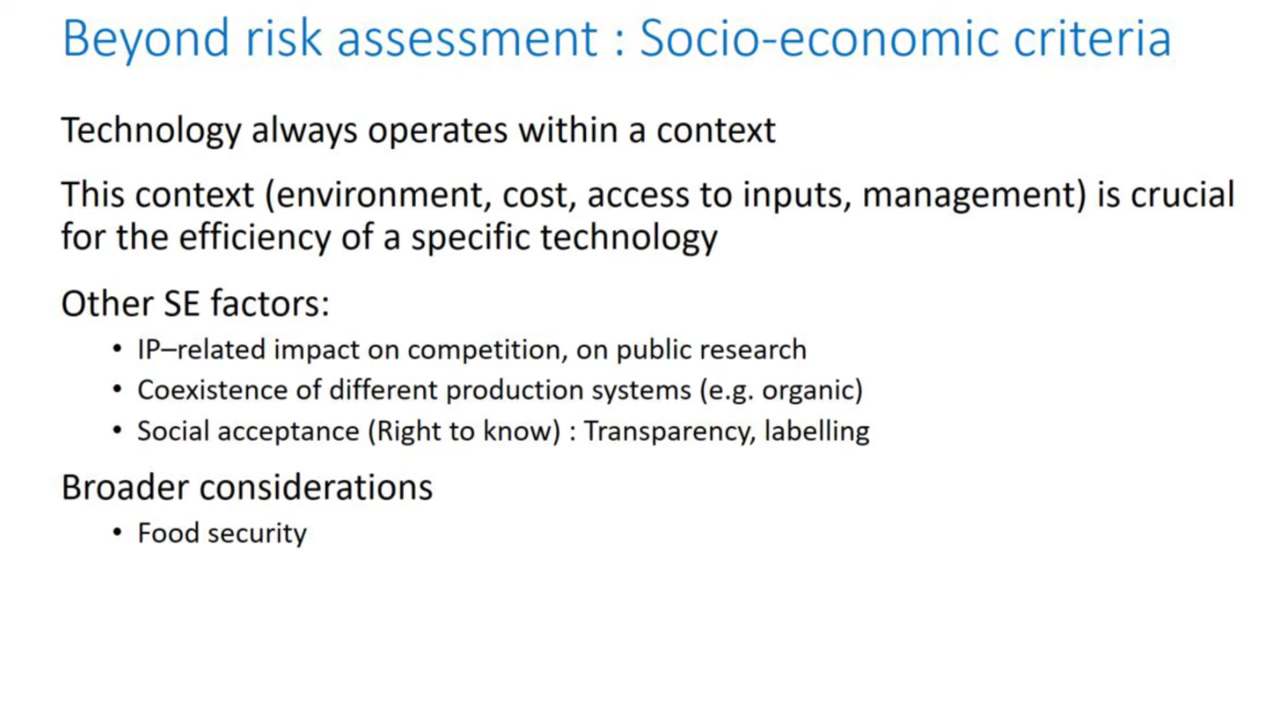 Beyond risk assessment : Socio-economic criteria
Technology always operates within a context
This context (environment, cost, access to inputs, management) is crucial
for the efficiency of a specific technology
Other SE factors:
• IP–related impact on competition, on public research
• Coexistence of different production systems (e.g. organic)
• Social acceptance (Right to know) : Transparency, labelling
Broader considerations
• Food security